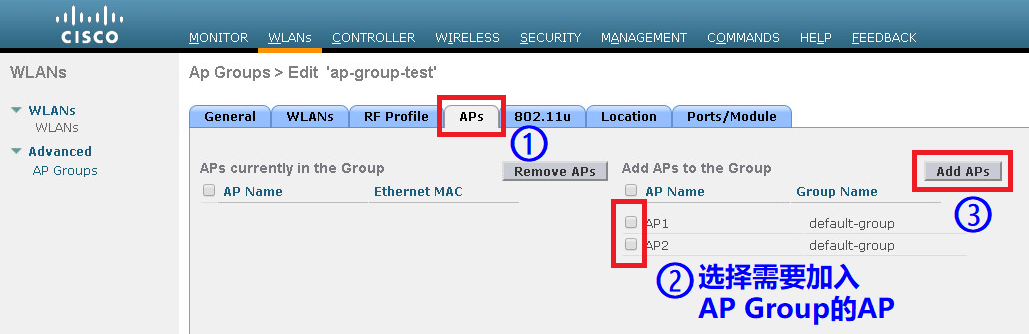 CISCO
MONITOR WLANs CONTROLLER WIRELESS SECURITY MANAGEMENT COMMANDS HELP FEEDBACK
WLANs
WLANs
WLANs
Advanced
AP Groups
Ap Groups > Edit 'ap-group-test'
General WLANs RF Profile APs 802.11u Location Ports/Module
①
APs currently in the Group Remove APs
AP Name Ethernet MAC
Add APs to the Group Add APs
③
AP Name Group Name
AP1 default-group
AP2 default-group
② 选择需要加入
AP Group的AP